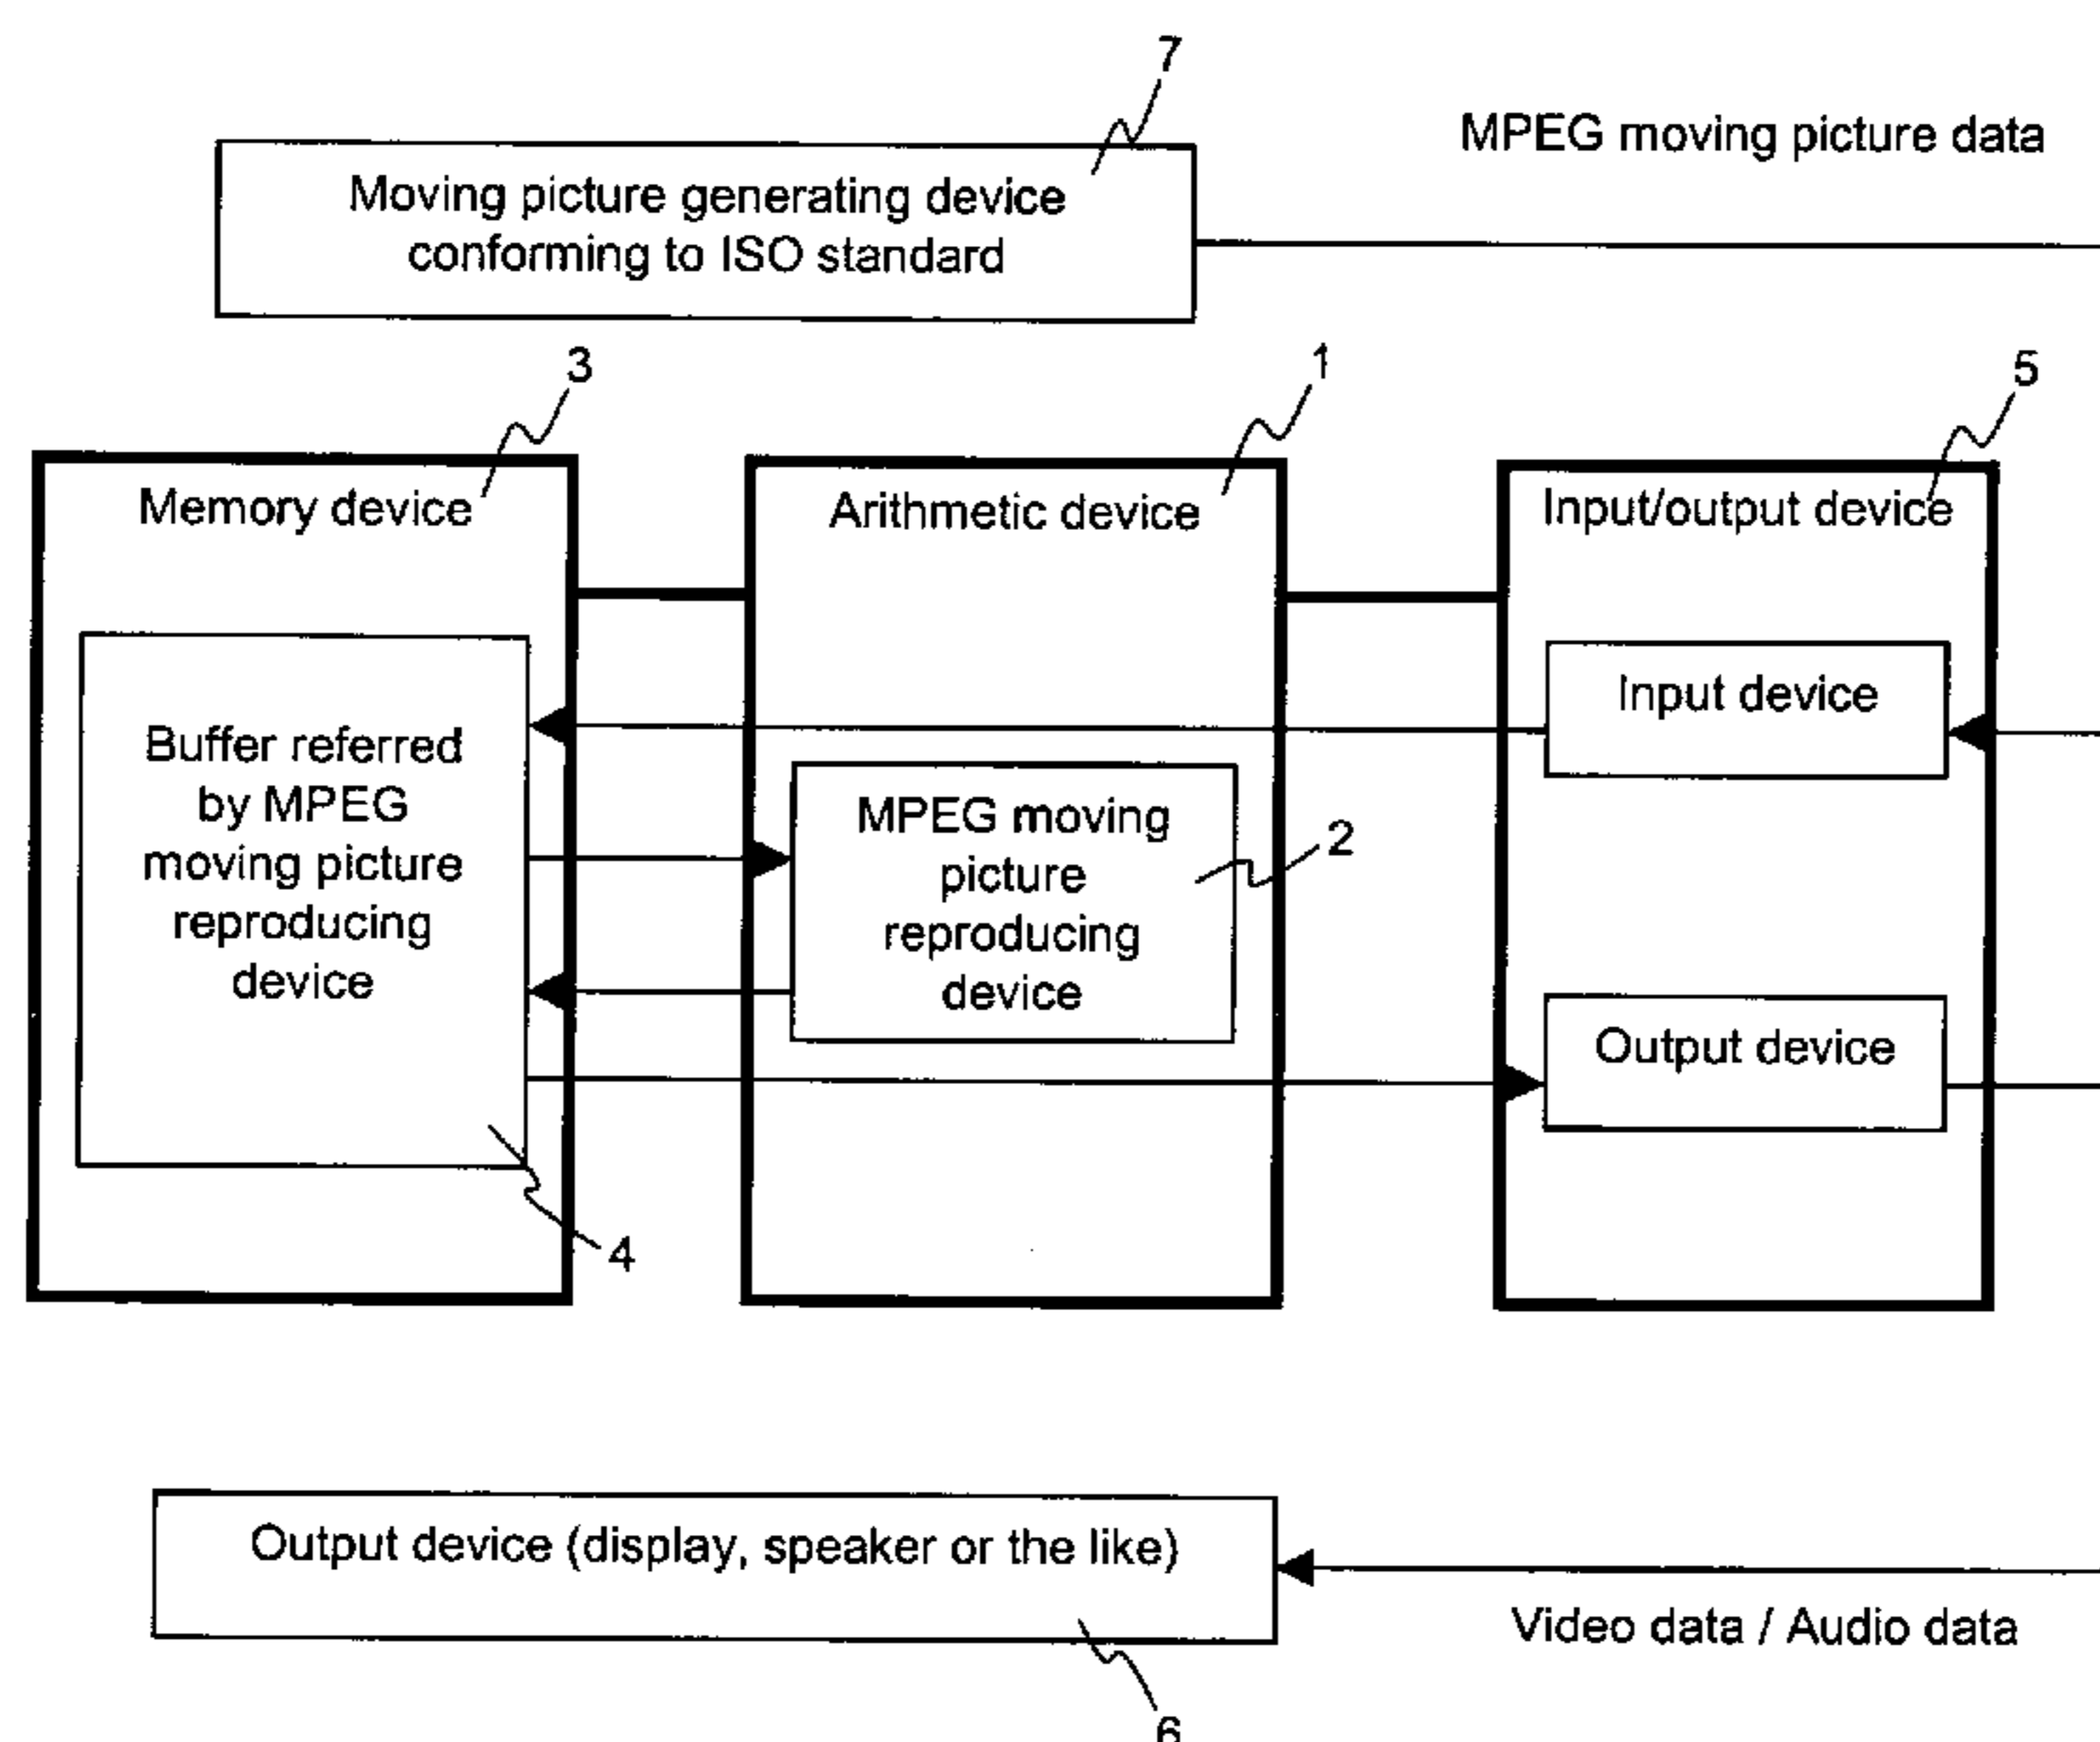 7
MPEG moving picture data
Moving picture generating device
conforming to ISO standard
3
1
5
Memory device
Arithmetic device
Input/output device
Input device
Buffer referred
by MPEG
moving picture
reproducing
device
MPEG moving
picture
reproducing
device
2
Output device
4
Output device (display, speaker or the like)
Video data / Audio data
6